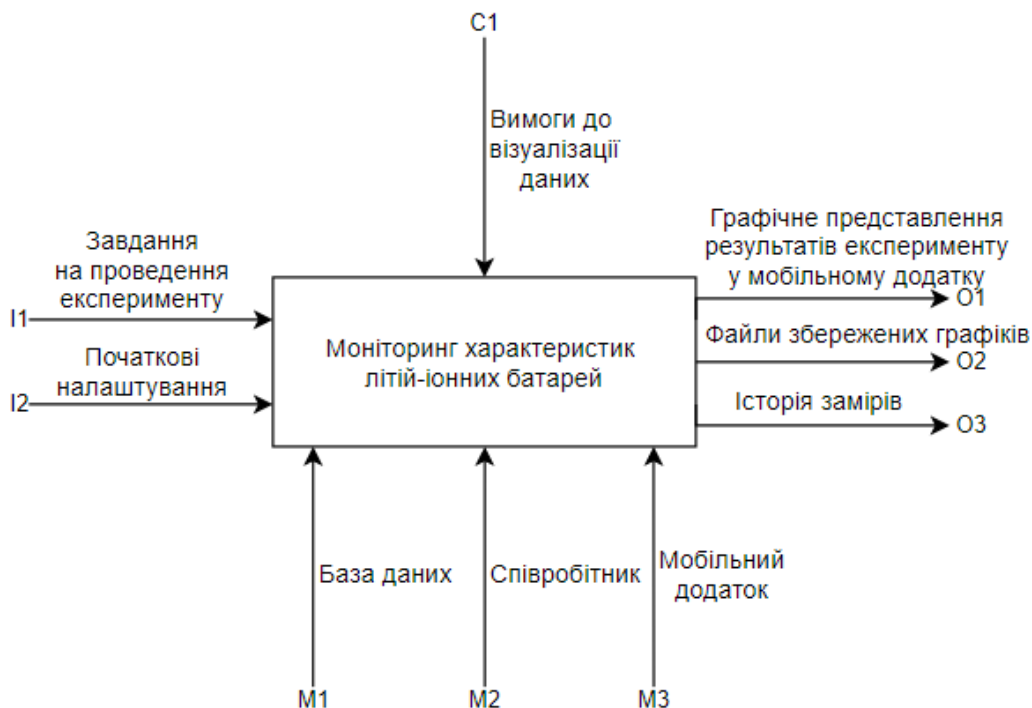 C1
Вимоги до
візуалізації
даних
Завдання
на проведення
експерименту
I1
Початкові
налаштування
I2
Моніторинг характеристик
літій-іонних батарей
Графічне представлення
результатів експерименту
у мобільному додатку
O1
Файли збережених графіків
O2
Історія замірів
O3
База даних
Співробітник
Мобільний
додаток
M1
M2
M3